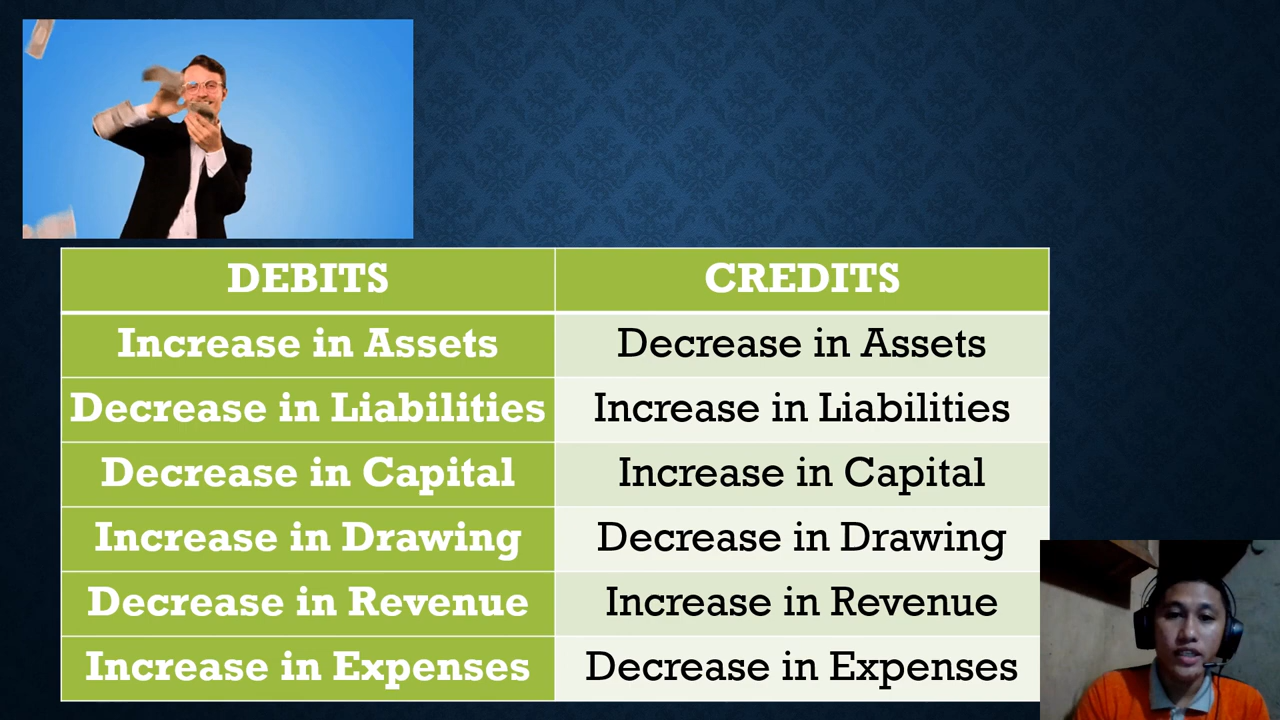 DEBITS CREDITS
Increase in Assets Decrease in Assets
Decrease in Liabilities Increase in Liabilities
Decrease in Capital Increase in Capital
Increase in Drawing Decrease in Drawing
Decrease in Revenue Increase in Revenue
Increase in Expenses Decrease in Expenses